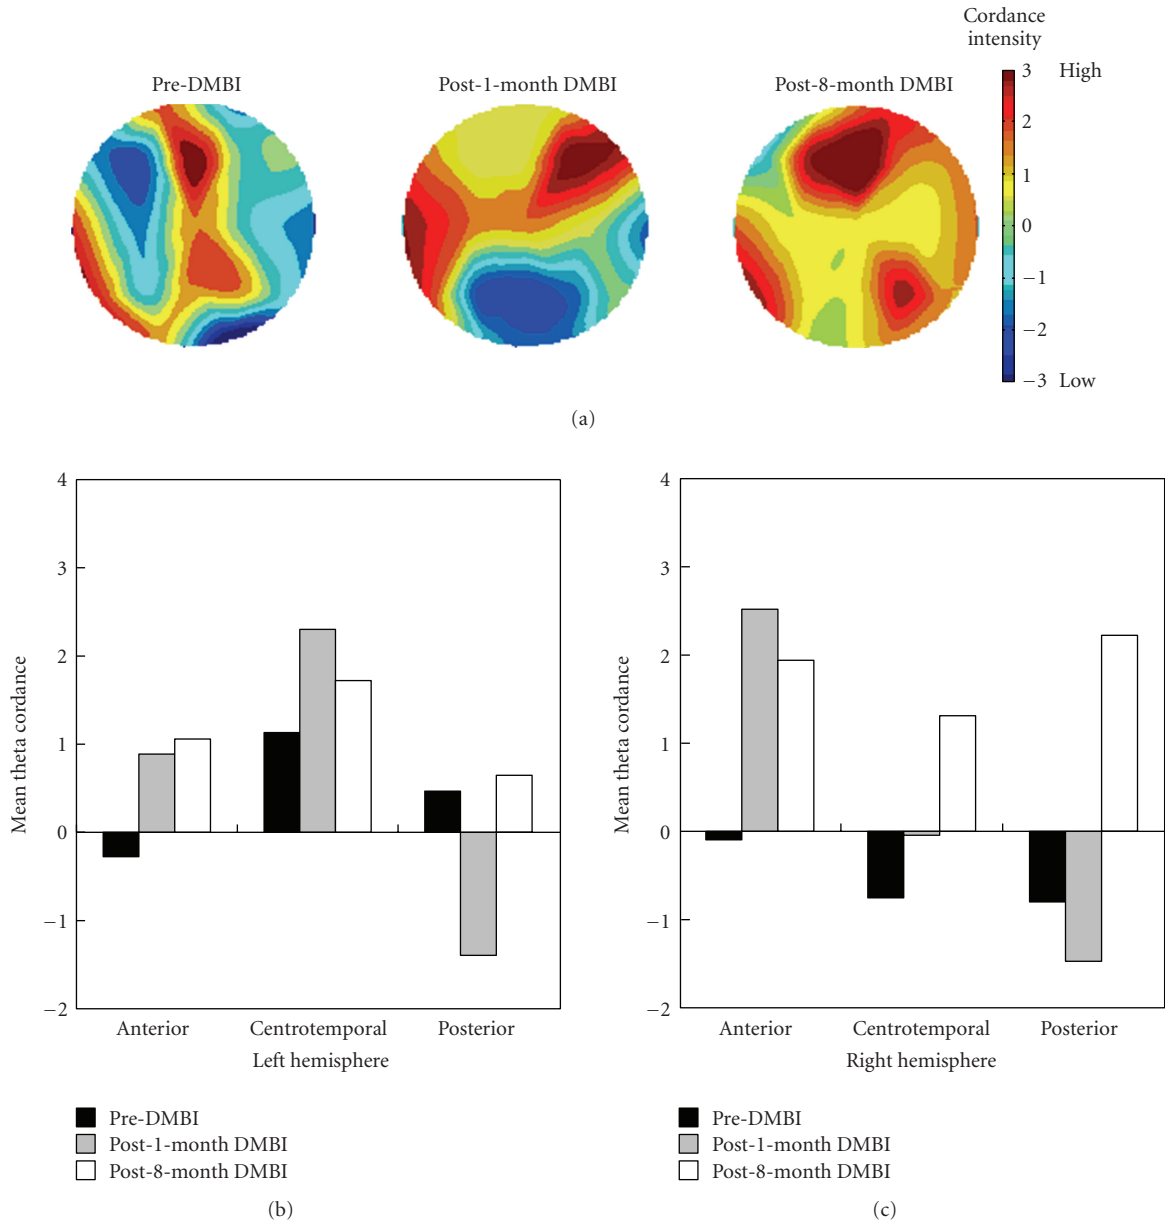 Cordance
intensity
Pre-DMBI
Post-1-month DMBI
Post-8-month DMBI
3 High
2
1
0
−1
−2
−3 Low
(a)
4
3
2
1
0
−1
−2
Mean theta cordance
Anterior Centrotemporal Posterior
Left hemisphere
Pre-DMBI
Post-1-month DMBI
Post-8-month DMBI
(b)
4
3
2
1
0
−1
−2
Mean theta cordance
Anterior Centrotemporal Posterior
Right hemisphere
Pre-DMBI
Post-1-month DMBI
Post-8-month DMBI
(c)